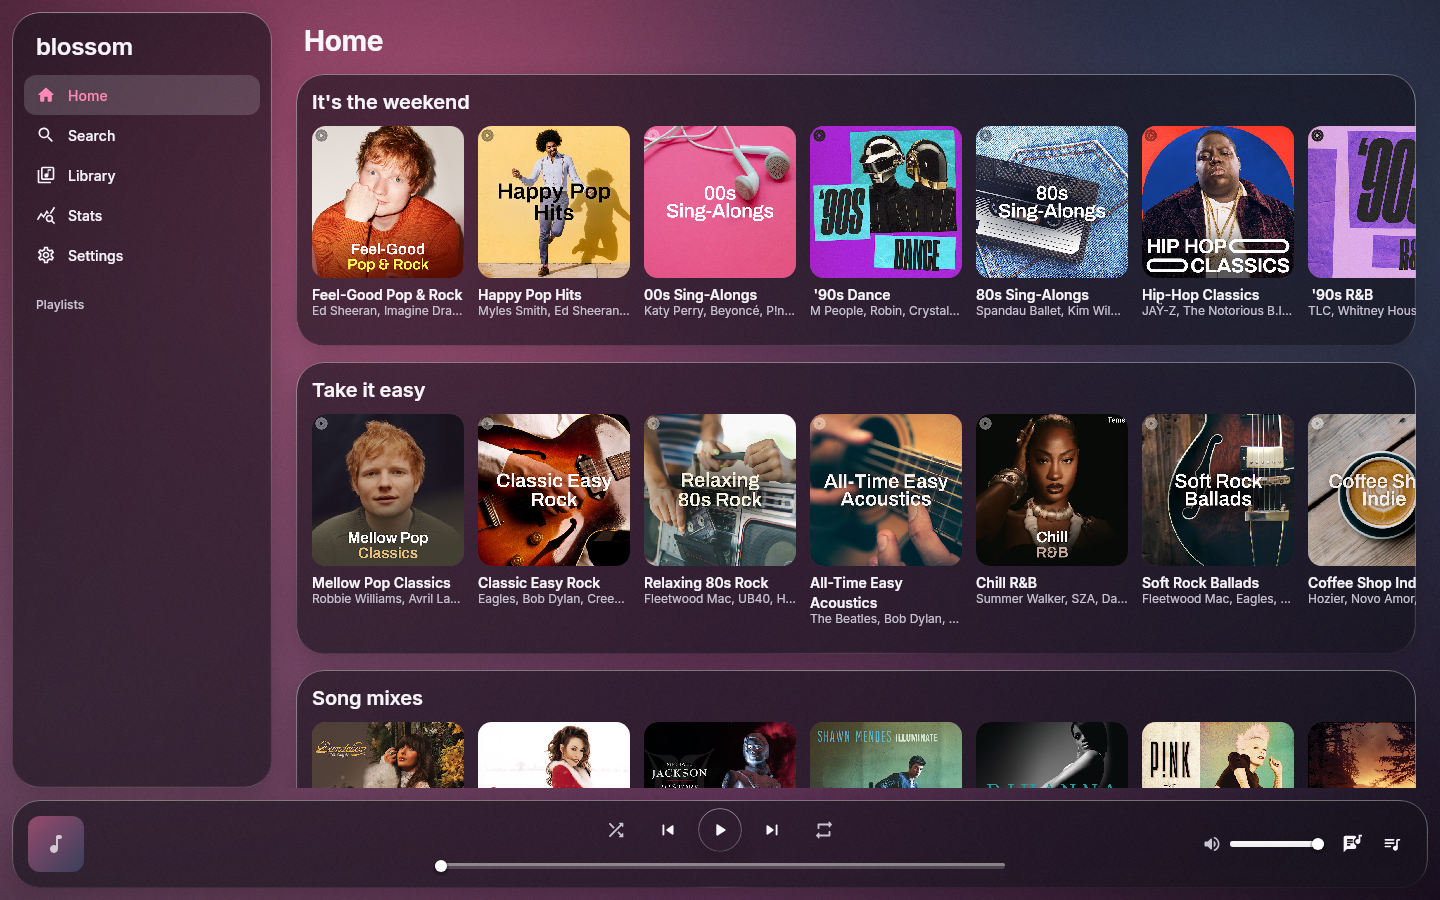 blossom
Home
Search
Library
Stats
Settings
Playlists
Home
It's the weekend
Feel-Good
Pop & Rock
Happy Pop
Hits
00s
Sing-Alongs
'90s
DANCE
80s
Sing-Alongs
HIP HOP
CLASSICS
'90
Feel-Good Pop & Rock
Ed Sheeran, Imagine Dra...
Happy Pop Hits
Myles Smith, Ed Sheeran...
00s Sing-Alongs
Katy Perry, Beyoncé, P!n...
'90s Dance
M People, Robin, Crystal...
80s Sing-Alongs
Spandau Ballet, Kim Wil...
Hip-Hop Classics
JAY-Z, The Notorious B.I...
'90s R&B
TLC, Whitney Hous
Take it easy
Mellow Pop
Classics
Classic Easy
Rock
Relaxing
80s Rock
All-Time Easy
Acoustics
Tems
Chill
R&B
Soft Rock
Ballads
Coffee Sh
Indie
Mellow Pop Classics
Robbie Williams, Avril La...
Classic Easy Rock
Eagles, Bob Dylan, Cree...
Relaxing 80s Rock
Fleetwood Mac, UB40, H...
All-Time Easy
Acoustics
The Beatles, Bob Dylan, ...
Chill R&B
Summer Walker, SZA, Da...
Soft Rock Ballads
Fleetwood Mac, Eagles, ...
Coffee Shop Ind
Hozier, Novo Amor,
Song mixes
JACKSON
SHAWN MENDES ILLUMINATE
RIHANNA
P!NK